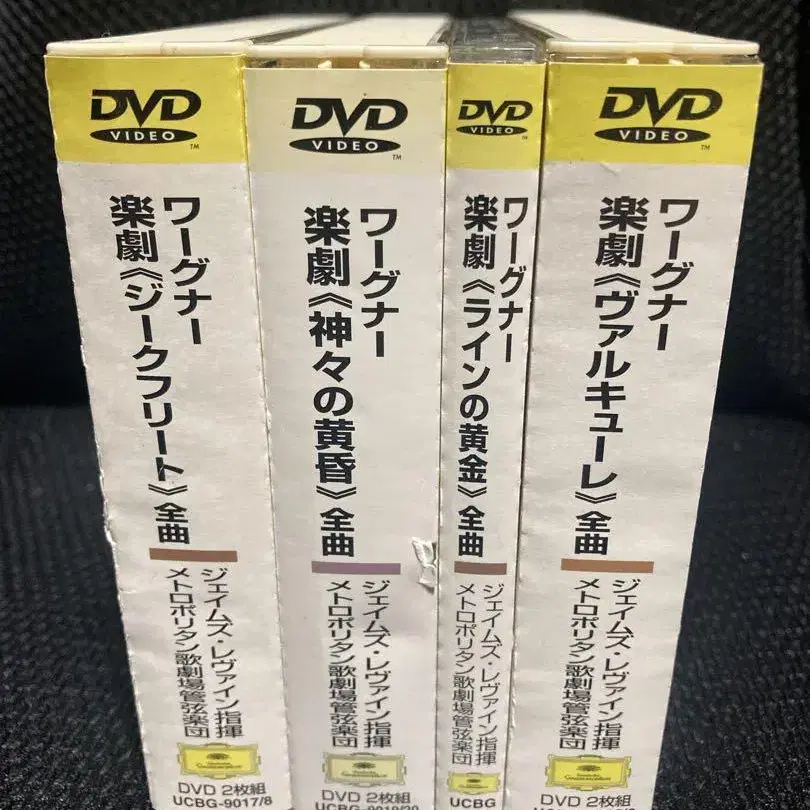 DVD
VIDEO
ワーグナー
楽劇《ジークフリート》全曲
ジェイムズ・レヴァイン指揮
メトロポリタン歌劇場管弦楽団
DVD 2枚組
UCBG-9017/8
DVD
VIDEO
ワーグナー
楽劇《神々の黄昏》全曲
ジェイムズ・レヴァイン指揮
メトロポリタン歌劇場管弦楽団
DVD 2枚組
UCBG-9019/20
DVD
VIDEO
ワーグナー
楽劇《ラインの黄金》全曲
ジェイムズ・レヴァイン指揮
メトロポリタン歌劇場管弦楽団
UCBG
DVD
VIDEO
ワーグナー
楽劇《ヴァルキューレ》全曲
ジェイムズ・レヴァイン指揮
メトロポリタン歌劇場管弦楽団
DVD 2枚組